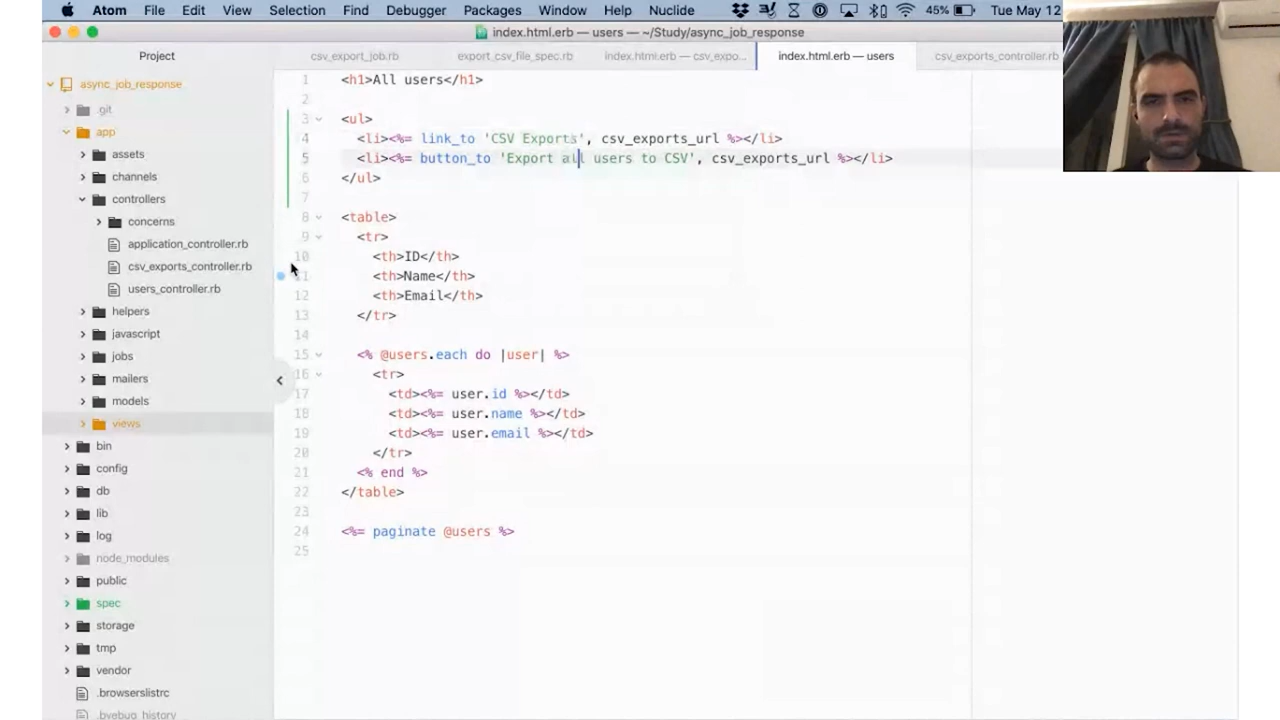 Atom File Edit View Selection Find Debugger Packages Window Help Nuclide 45% Tue May 12
index.html.erb — users — ~/Study/async_job_response
Project
csv_export_job.rb
export_csv_file_spec.rb
index.html.erb — csv_expo...
index.html.erb — users
csv_exports_controller.rb
async_job_response
.git
app
assets
channels
controllers
concerns
application_controller.rb
csv_exports_controller.rb
users_controller.rb
helpers
javascript
jobs
mailers
models
views
bin
config
db
lib
log
node_modules
public
spec
storage
tmp
vendor
.browserslistrc
.byebug_history
1 <h1>All users</h1>
2
3 <ul>
4 <li><%= link_to 'CSV Exports', csv_exports_url %></li>
5 <li><%= button_to 'Export all users to CSV', csv_exports_url %></li>
6 </ul>
7
8 <table>
9 <tr>
10 <th>ID</th>
11 <th>Name</th>
12 <th>Email</th>
13 </tr>
14
15 <% @users.each do |user| %>
16 <tr>
17 <td><%= user.id %></td>
18 <td><%= user.name %></td>
19 <td><%= user.email %></td>
20 </tr>
21 <% end %>
22 </table>
23
24 <%= paginate @users %>
25